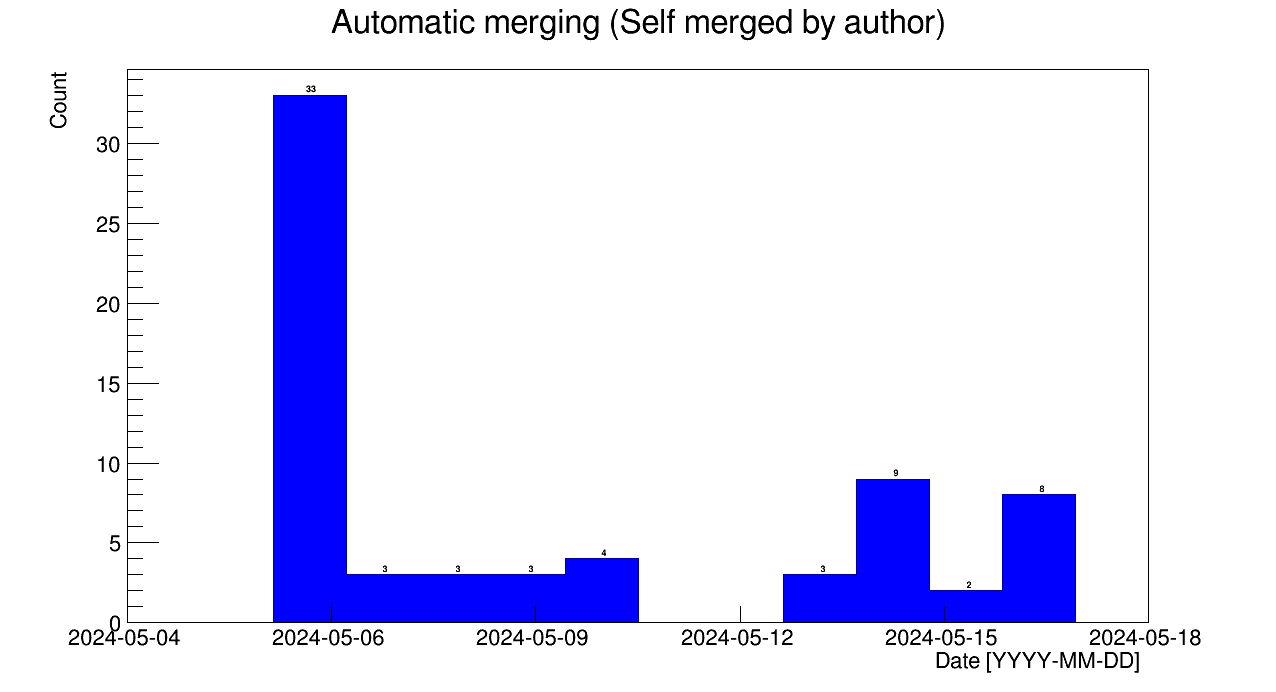 Automatic merging (Self merged by author)
Count
33
30
25
20
15
10
9
8
5
4
3 3 3 3
2
0
2024-05-04 2024-05-06 2024-05-09 2024-05-12 2024-05-15 2024-05-18
Date [YYYY-MM-DD]